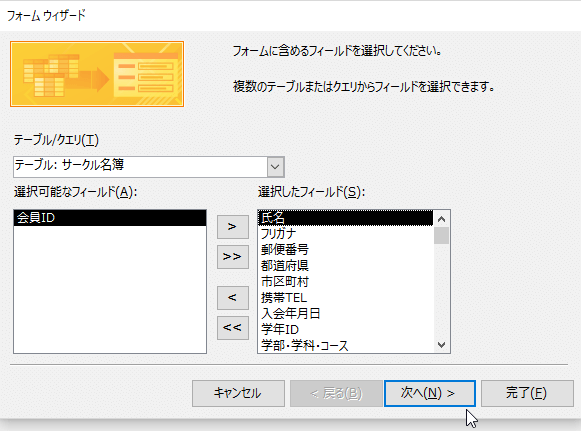 フォーム ウィザード
フォームに含めるフィールドを選択してください。
複数のテーブルまたはクエリからフィールドを選択できます。
テーブル/クエリ(T)
テーブル: サークル名簿
選択可能なフィールド(A):
選択したフィールド(S):
会員ID
>
>>
<
<<
氏名
フリガナ
郵便番号
都道府県
市区町村
携帯TEL
入会年月日
学年ID
学部・学科・コース
キャンセル
< 戻る(B)
次へ(N) >
完了(F)